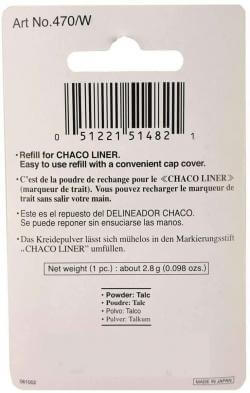 Art No.470/W
0 51221 51482 1
• Refill for CHACO LINER.
Easy to use refill with a convenient cap cover.
• C'est de la poudre de rechange pour le ≪CHACO LINER≫
(marqueur de trait). Vous pouvez recharger le marqueur de
trait sans salir votre main.
• Este es el repuesto del DELINEADOR CHACO.
Se puede reponer sin ensuciarse las manos.
• Das Kreidepulver lässt sich mühelos in den Markierungsstift
„CHACO LINER" umfüllen.
Net weight (1 pc.) : about 2.8 g (0.098 ozs.)
• Powder: Talc
• Poudre: Talc
• Polvo: Talco
• Pulver: Talkum
MADE IN JAPAN